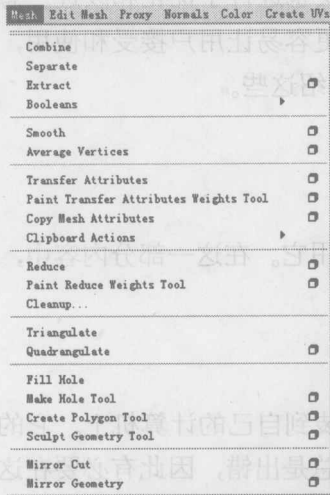 Mesh Edit Mesh Proxy Normals Color Create UVs
Combine
Separate
Extract
Booleans
Smooth
Average Vertices
Transfer Attributes
Paint Transfer Attributes Weights Tool
Copy Mesh Attributes
Clipboard Actions
Reduce
Paint Reduce Weights Tool
Cleanup...
Triangulate
Quadrangulate
Fill Hole
Make Hole Tool
Create Polygon Tool
Sculpt Geometry Tool
Mirror Cut
Mirror Geometry